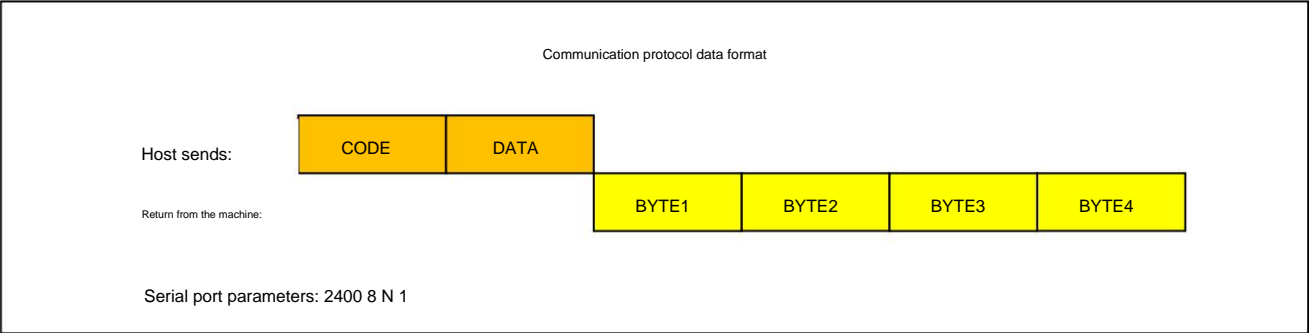 Communication protocol data format
Host sends: CODE DATA
Return from the machine: BYTE1 BYTE2 BYTE3 BYTE4
Serial port parameters: 2400 8 N 1